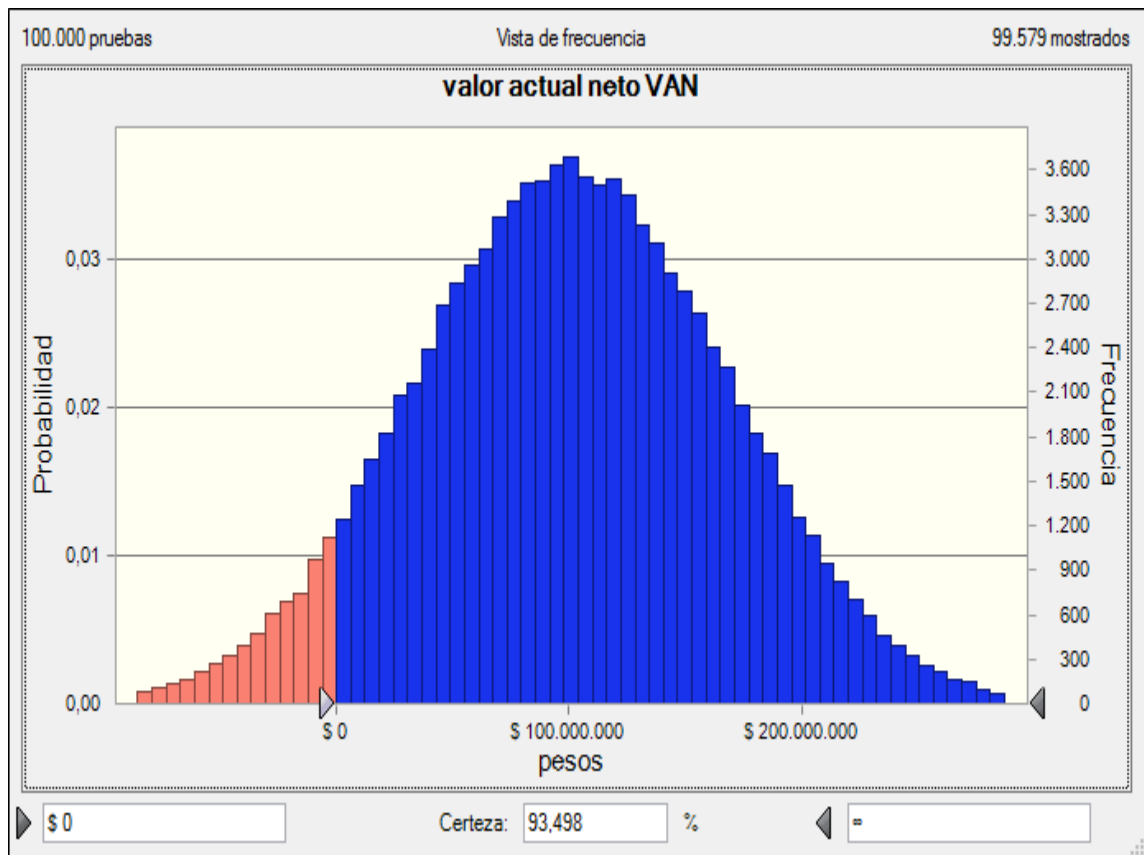 100.000 pruebas Vista de frecuencia 99.579 mostrados
valor actual neto VAN
Probabilidad
0,03
0,02
0,01
0,00
3.600
3.300
3.000
2.700
2.400
2.100
1.800
1.500
1.200
900
600
300
0
Frecuencia
$ 0 $ 100.000.000 $ 200.000.000
pesos
$ 0 Certeza: 93,498 % ∞